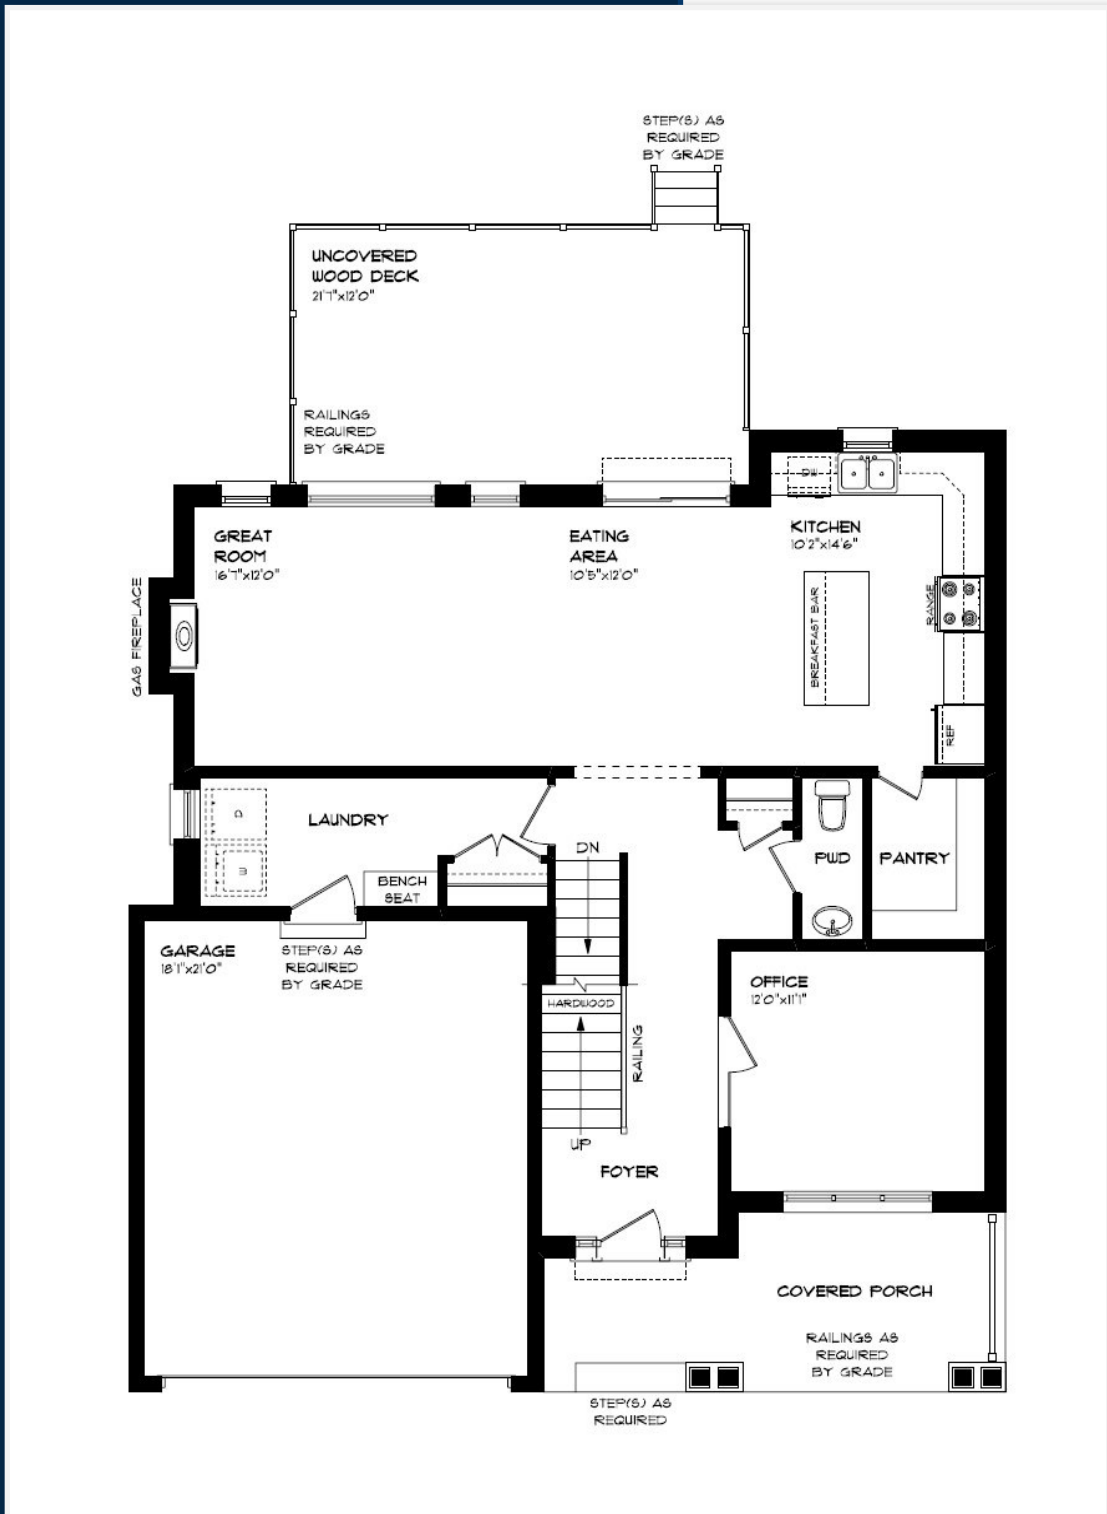 STEP(S) AS
REQUIRED
BY GRADE
UNCOVERED
WOOD DECK
21'7"x12'0"
RAILINGS
REQUIRED
BY GRADE
GREAT
ROOM
16'7"x12'0"
EATING
AREA
10'5"x12'0"
DW
KITCHEN
10'2"x14'6"
GAS FIREPLACE
BREAKFAST BAR
RANGE
REF
D
W
LAUNDRY
BENCH
SEAT
DN
PWD
PANTRY
GARAGE
18'1"x21'0"
STEP(S) AS
REQUIRED
BY GRADE
HARDWOOD
RAILING
UP
FOYER
OFFICE
12'0"x11'1"
COVERED PORCH
RAILINGS AS
REQUIRED
BY GRADE
STEP(S) AS
REQUIRED